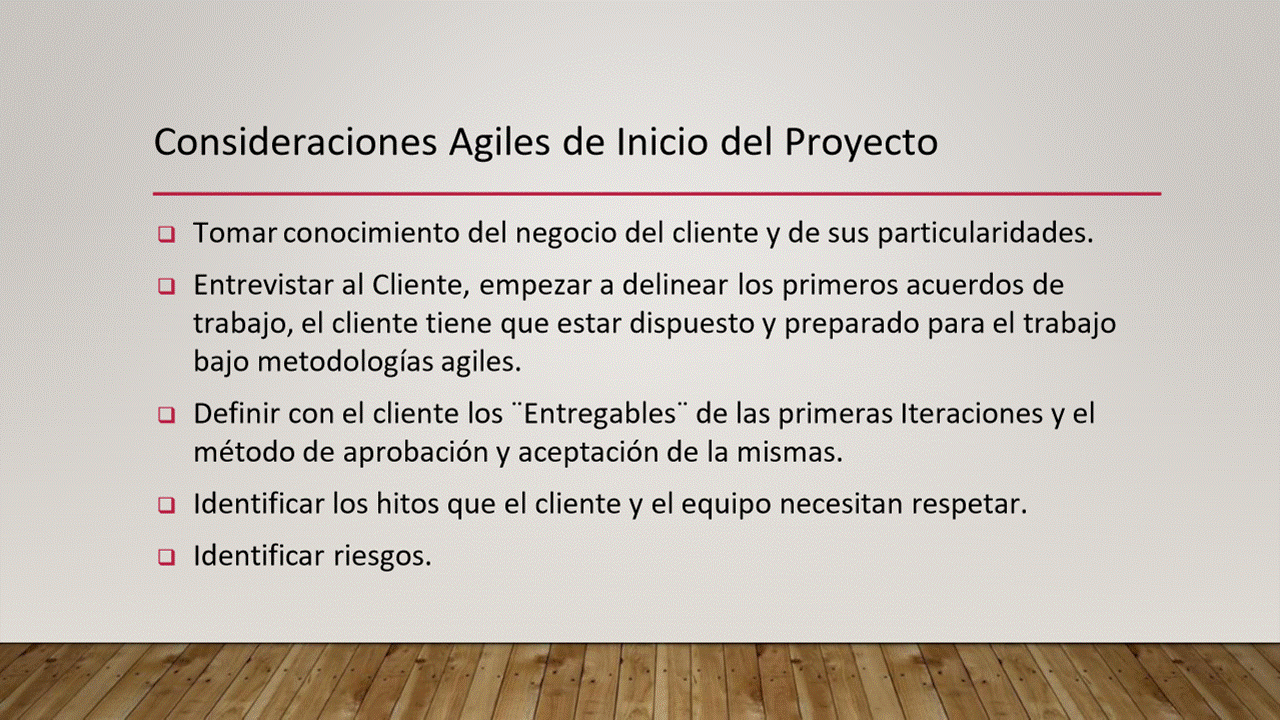 Consideraciones Agiles de Inicio del Proyecto
Tomar conocimiento del negocio del cliente y de sus particularidades.
Entrevistar al Cliente, empezar a delinear los primeros acuerdos de
trabajo, el cliente tiene que estar dispuesto y preparado para el trabajo
bajo metodologías agiles.
Definir con el cliente los ¨Entregables¨ de las primeras Iteraciones y el
método de aprobación y aceptación de la mismas.
Identificar los hitos que el cliente y el equipo necesitan respetar.
Identificar riesgos.